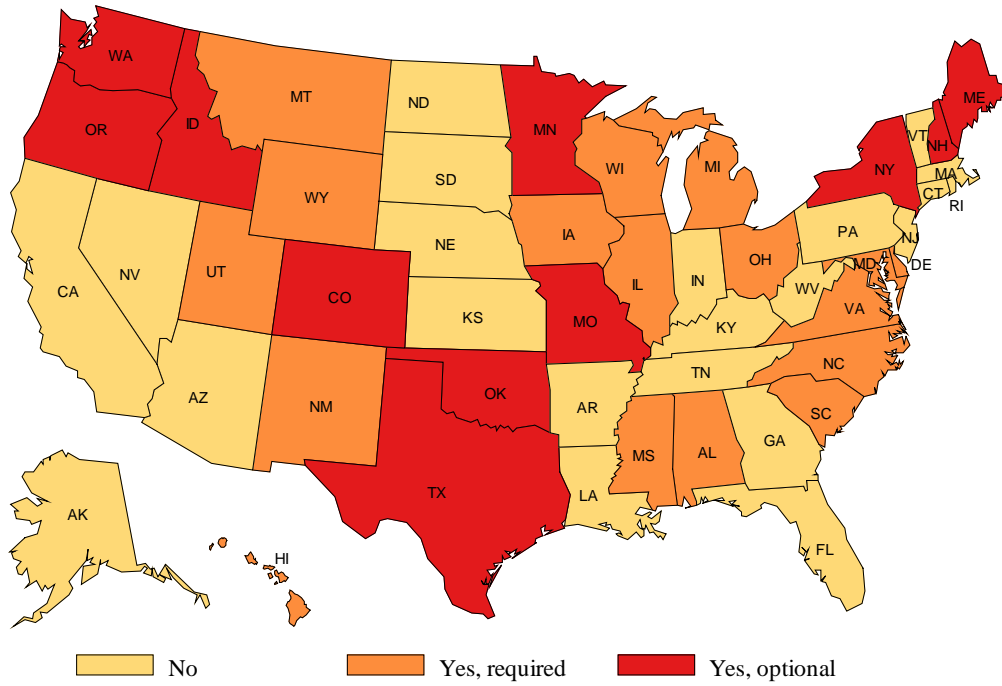 WA
ME
MT
ND
MN
VT
OR
ID
NH
WI
MI
NY
MA
SD
CT
RI
WY
IA
PA
NE
NJ
OH
MD
DE
UT
IL
IN
NV
WV
CA
CO
VA
KS
MO
KY
NC
TN
OK
AZ
NM
AR
SC
GA
MS
AL
TX
LA
AK
FL
HI
No
Yes, required
Yes, optional